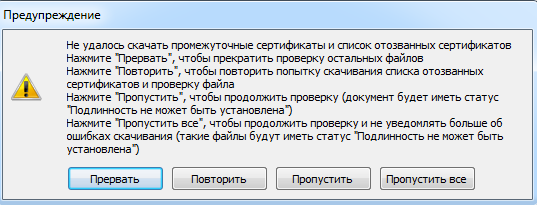 Предупреждение
Не удалось скачать промежуточные сертификаты и список отозванных сертификатов
Нажмите "Прервать", чтобы прекратить проверку остальных файлов
Нажмите "Повторить", чтобы повторить попытку скачивания списка отозванных
сертификатов и проверку файла
Нажмите "Пропустить", чтобы продолжить проверку (документ будет иметь статус
"Подлинность не может быть установлена")
Нажмите "Пропустить все", чтобы продолжить проверку и не уведомлять больше об
ошибках скачивания (такие файлы будут иметь статус "Подлинность не может быть
установлена")
Прервать
Повторить
Пропустить
Пропустить все